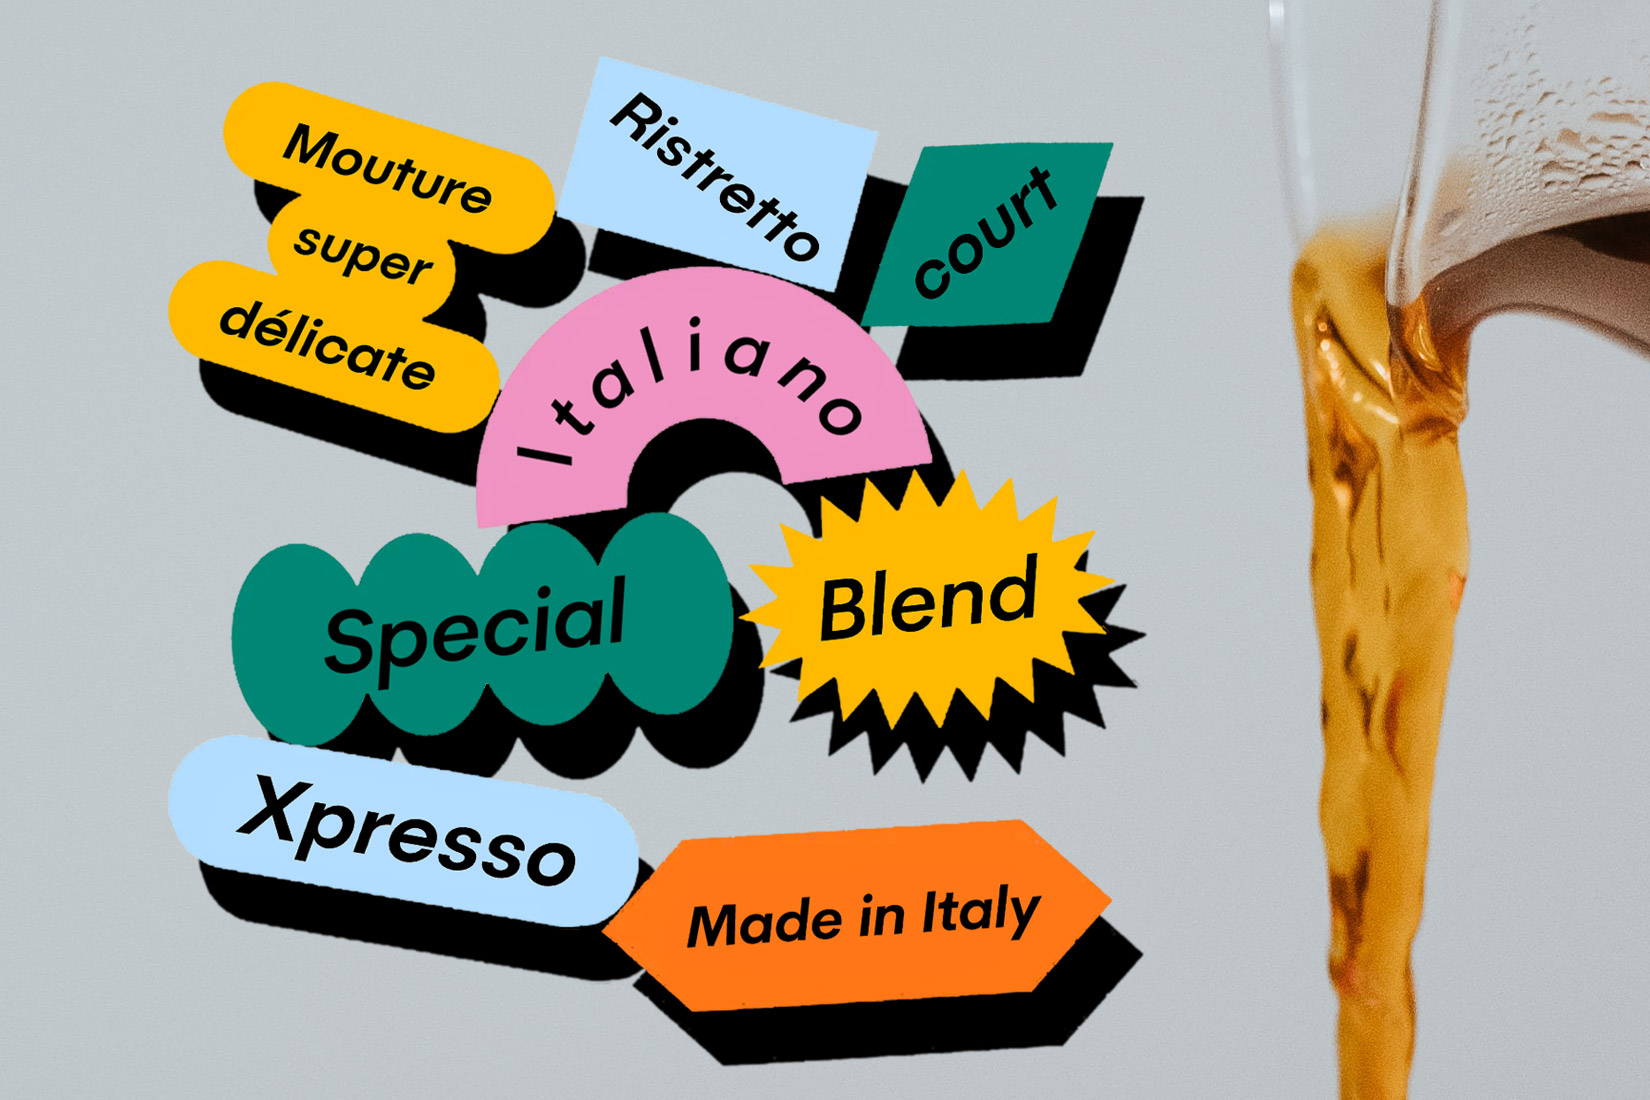 Mouture
super
délicate
Ristretto
court
Italiano
Special
Blend
Xpresso
Made in Italy